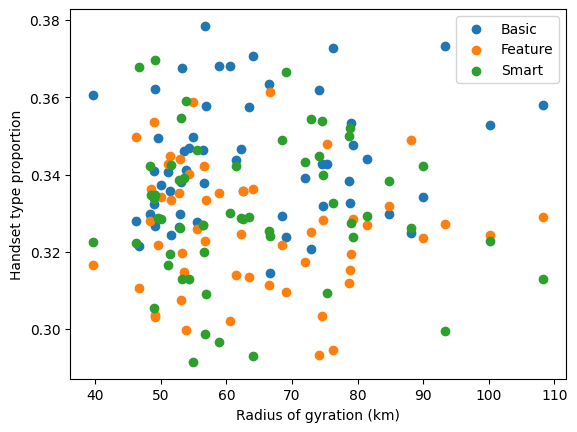 0.38
0.36
0.34
0.32
0.30
Handset type proportion
Basic
Feature
Smart
40 50 60 70 80 90 100 110
Radius of gyration (km)